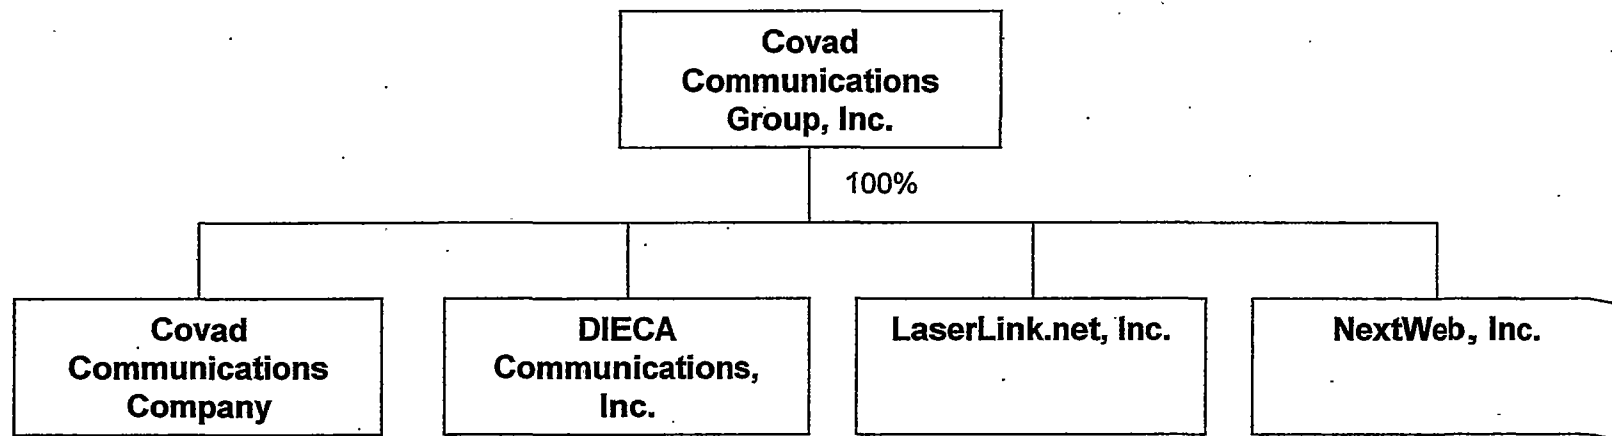 Covad
Communications
Group, Inc.
100%
Covad
Communications
Company
DIECA
Communications,
Inc.
LaserLink.net, Inc.
NextWeb, Inc.